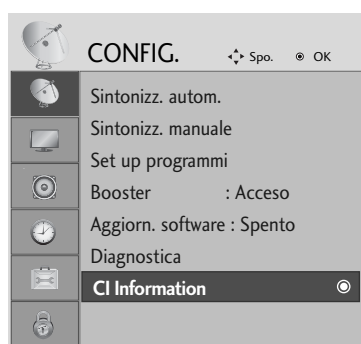 CONFIG. Spo. OK
Sintonizz. autom.
Sintonizz. manuale
Set up programmi
Booster : Acceso
Aggiorn. software : Spento
Diagnostica
CI Information